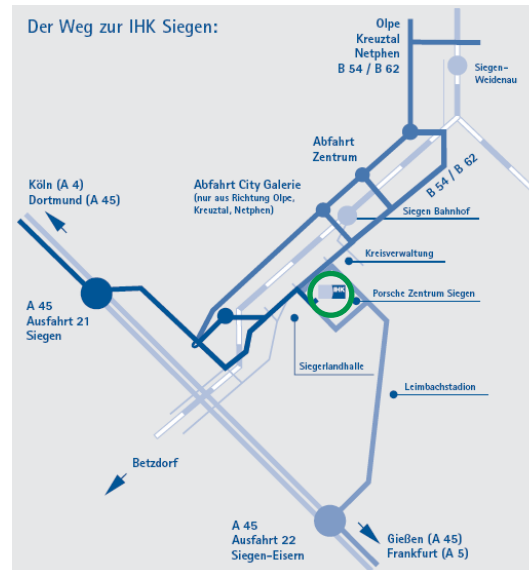 Der Weg zur IHK Siegen:
Olpe
Kreuztal
Netphen
B 54 / B 62
Siegen-
Weidenau
Abfahrt
Zentrum
B 54 / B 62
Köln (A 4)
Dortmund (A 45)
Abfahrt City Galerie
(nur aus Richtung Olpe,
Kreuztal, Netphen)
Siegen Bahnhof
Kreisverwaltung
IHK
Porsche Zentrum Siegen
A 45
Ausfahrt 21
Siegen
Siegerlandhalle
Leimbachstadion
Betzdorf
A 45
Ausfahrt 22
Siegen-Eisern
Gießen (A 45)
Frankfurt (A 5)